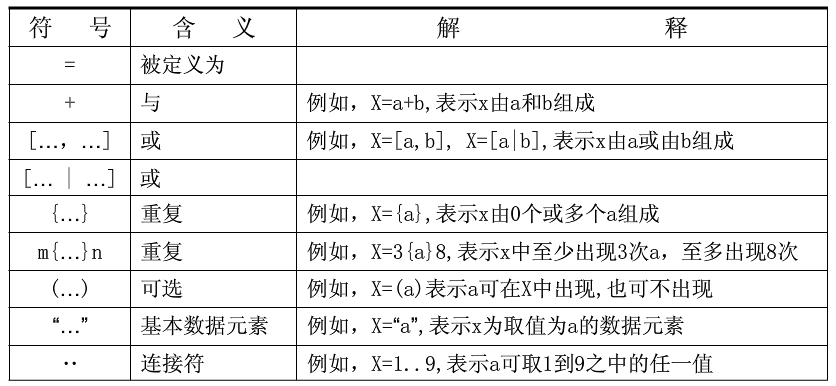 符 号 含 义 解 释
= 被定义为
+ 与 例如，X=a+b,表示x由a和b组成
[...，...] 或 例如，X=[a,b], X=[a|b],表示x由a或由b组成
[... | ...] 或
{...} 重复 例如，X={a},表示x由0个或多个a组成
m{...}n 重复 例如，X=3{a}8,表示x中至少出现3次a，至多出现8次
(...) 可选 例如，X=(a)表示a可在X中出现,也可不出现
“...” 基本数据元素 例如，X=“a”,表示x为取值为a的数据元素
·· 连接符 例如，X=1..9,表示a可取1到9之中的任一值